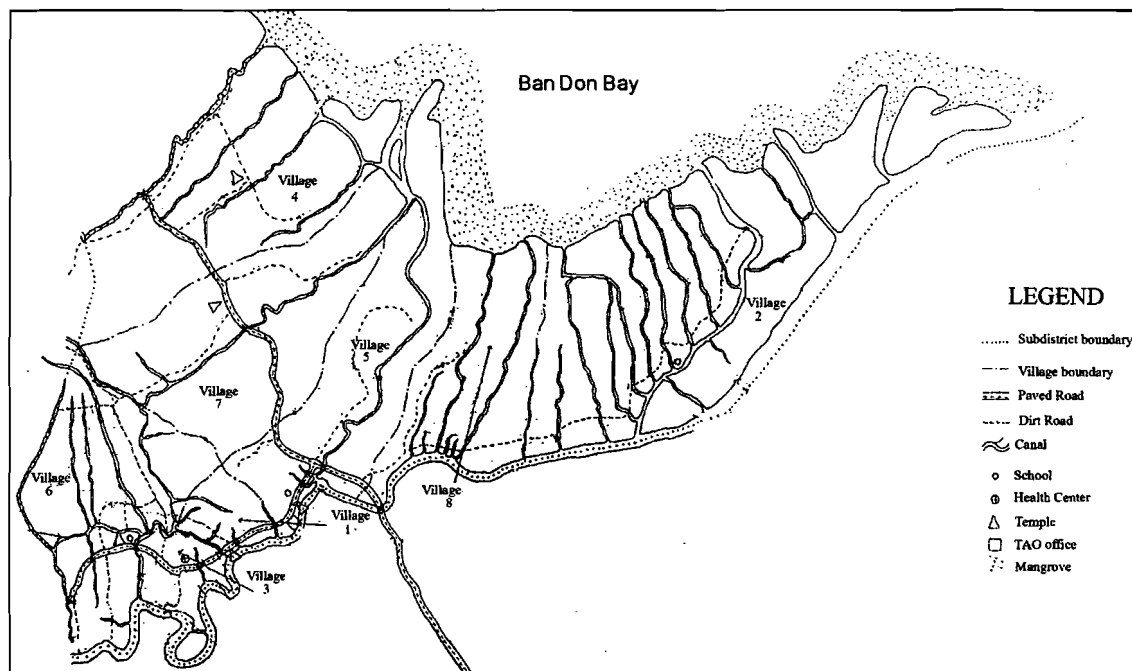 Ban Don Bay
Village
4
Village
2
Village
5
Village
7
Village
6
Village
8
Village
1
Village
3
LEGEND
Subdistrict boundary
Village boundary
Paved Road
Dirt Road
Canal
School
Health Center
Temple
TAO office
Mangrove